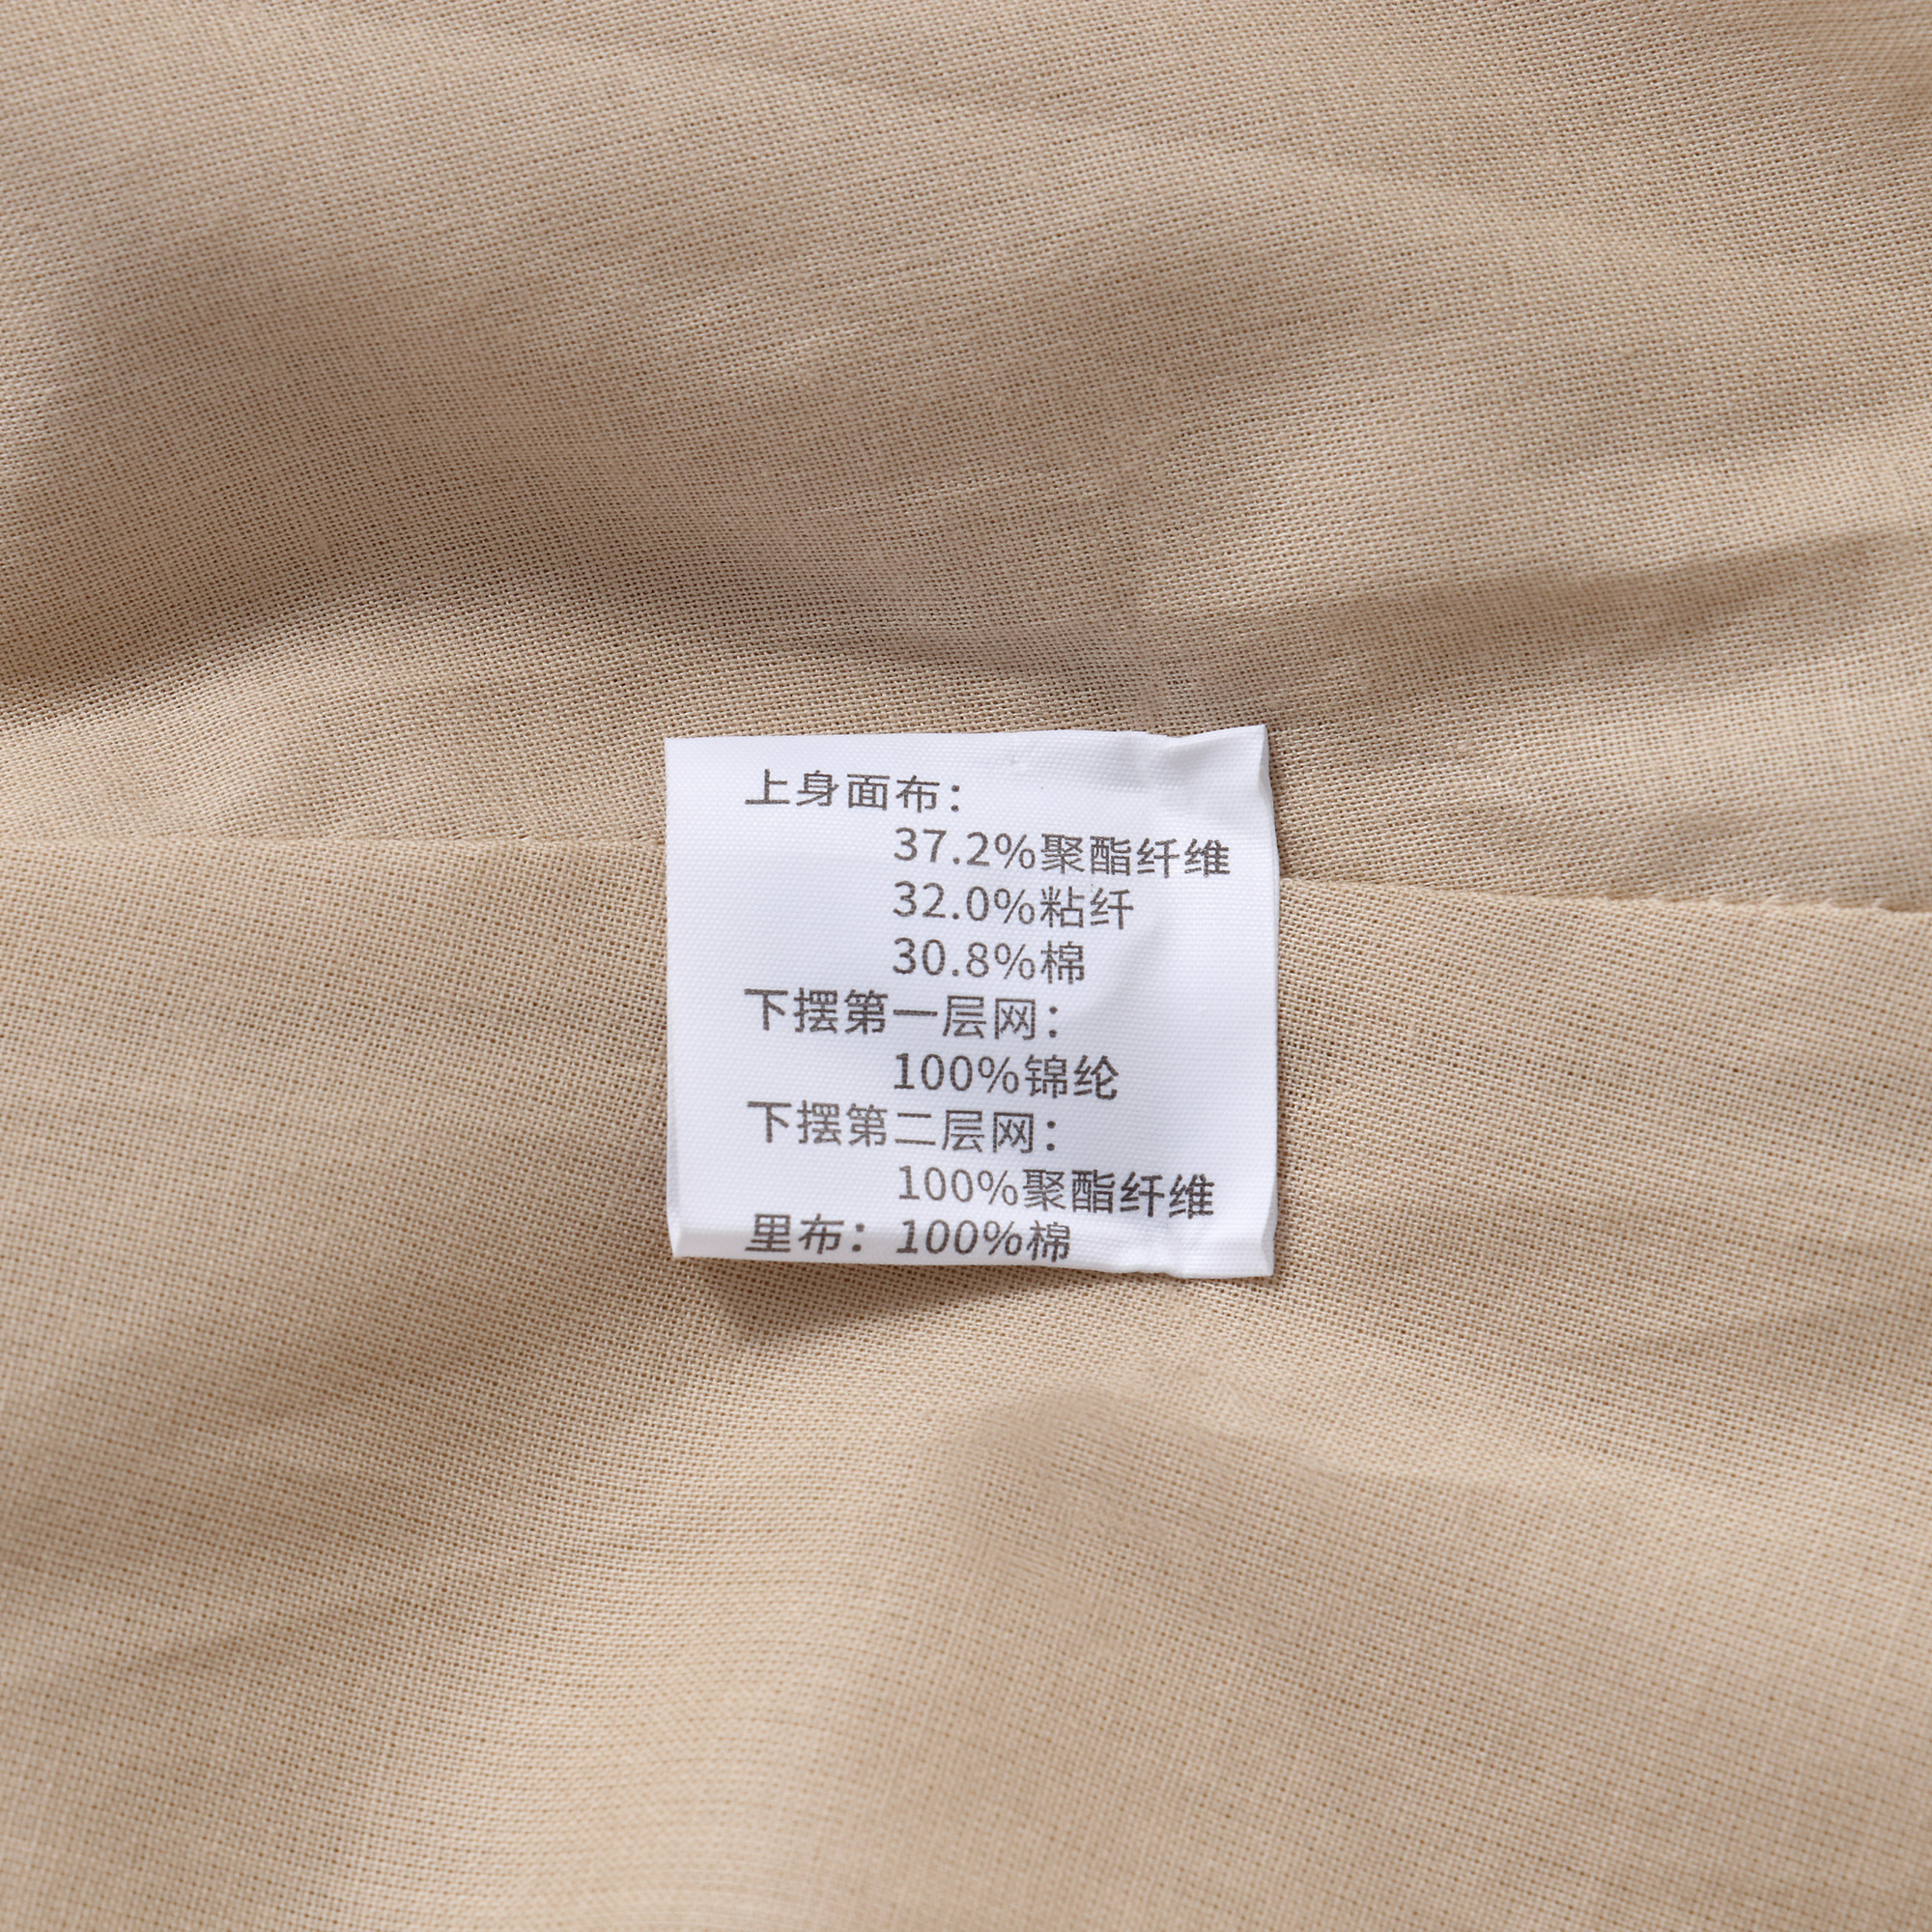 上身面布：
37.2%聚酯纤维
32.0%粘纤
30.8%棉
下摆第一层网：
100%锦纶
下摆第二层网：
100%聚酯纤维
里布：100%棉